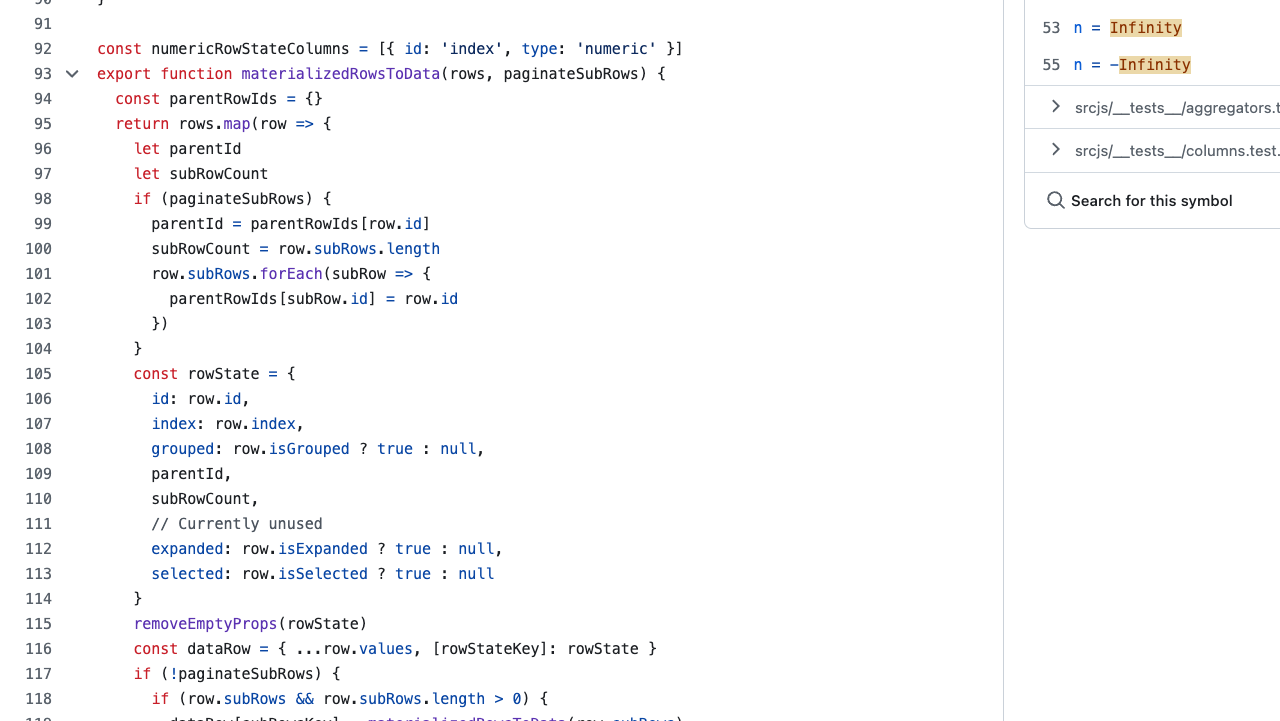 91
92 const numericRowStateColumns = [{ id: 'index', type: 'numeric' }]
93 export function materializedRowsToData(rows, paginateSubRows) {
94 const parentRowIds = {}
95 return rows.map(row => {
96 let parentId
97 let subRowCount
98 if (paginateSubRows) {
99 parentId = parentRowIds[row.id]
100 subRowCount = row.subRows.length
101 row.subRows.forEach(subRow => {
102 parentRowIds[subRow.id] = row.id
103 })
104 }
105 const rowState = {
106 id: row.id,
107 index: row.index,
108 grouped: row.isGrouped ? true : null,
109 parentId,
110 subRowCount,
111 // Currently unused
112 expanded: row.isExpanded ? true : null,
113 selected: row.isSelected ? true : null
114 }
115 removeEmptyProps(rowState)
116 const dataRow = { ...row.values, [rowStateKey]: rowState }
117 if (!paginateSubRows) {
118 if (row.subRows && row.subRows.length > 0) {
53 n = Infinity
55 n = -Infinity
srcjs/__tests__/aggregators.t
srcjs/__tests__/columns.test.
Search for this symbol